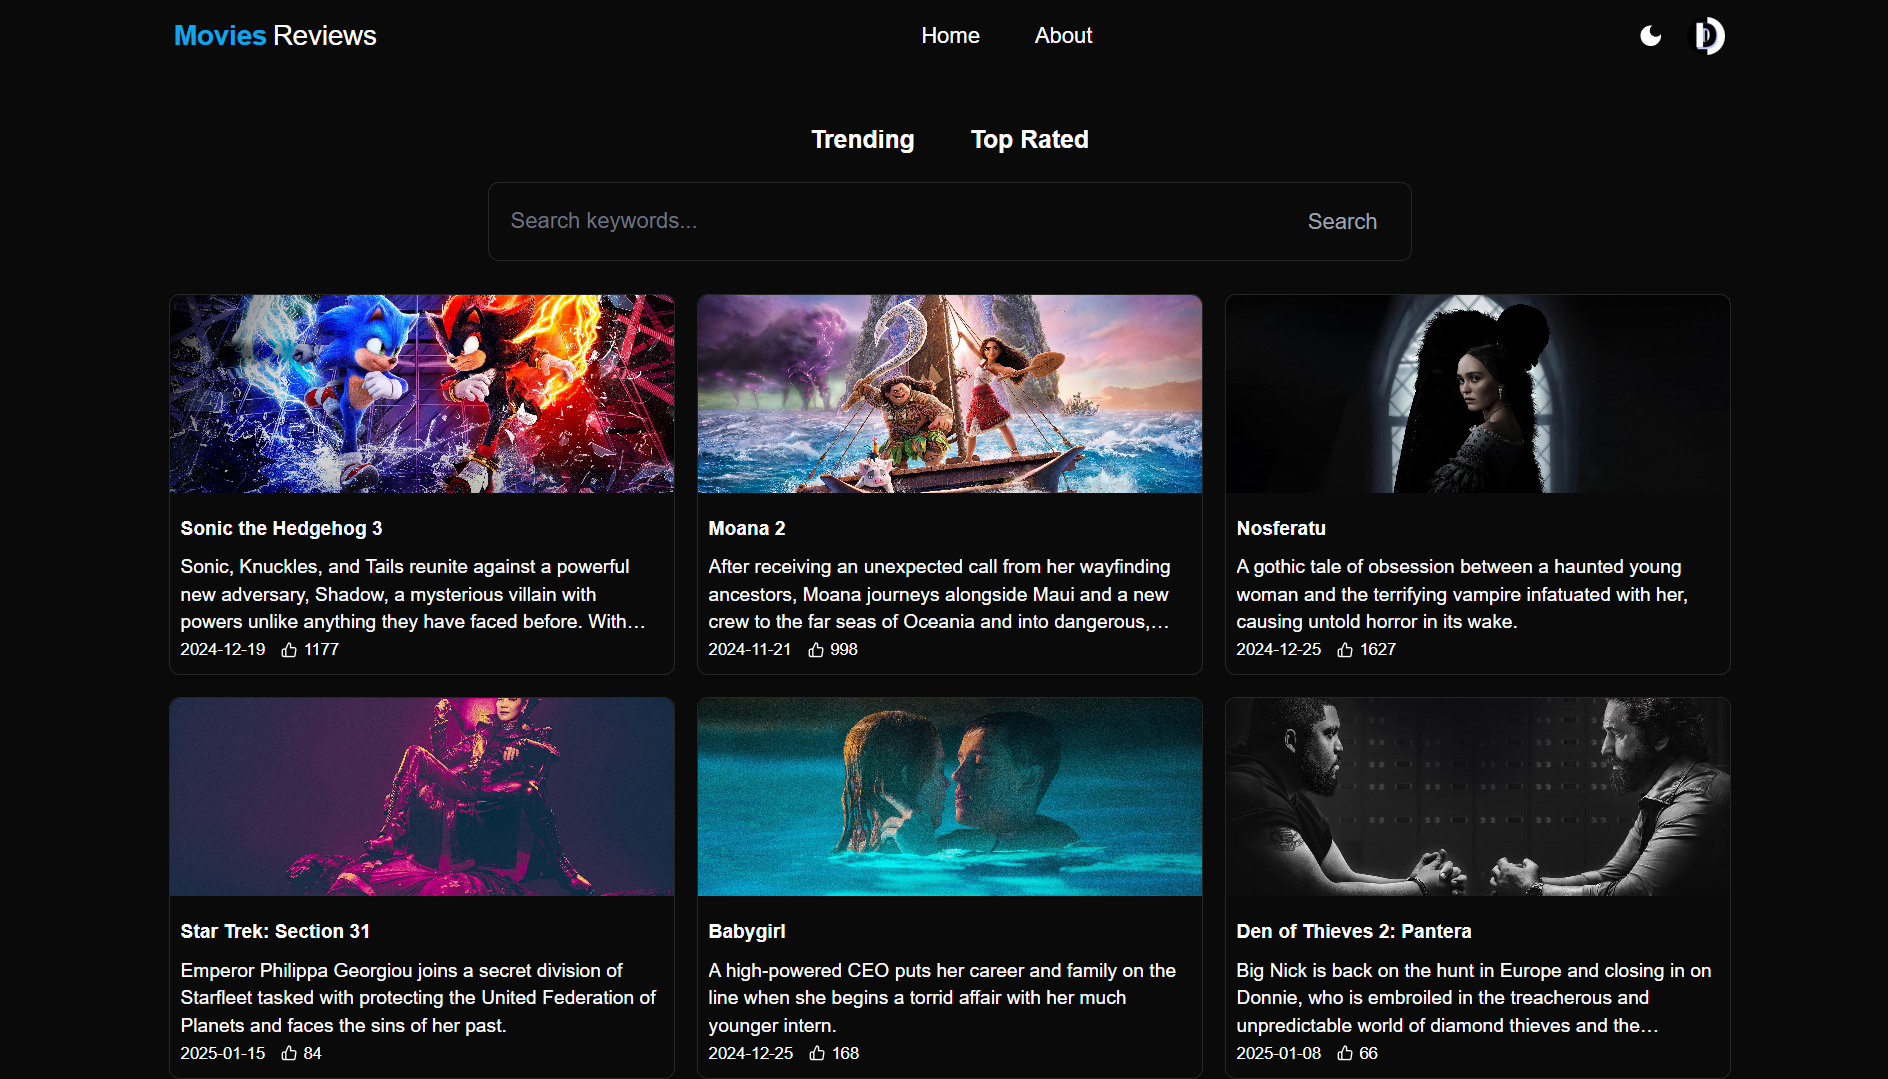 Movies Reviews
Home
About
Trending
Top Rated
Search keywords...
Search
Sonic the Hedgehog 3
Sonic, Knuckles, and Tails reunite against a powerful
new adversary, Shadow, a mysterious villain with
powers unlike anything they have faced before. With...
2024-12-19 1177
Moana 2
After receiving an unexpected call from her wayfinding
ancestors, Moana journeys alongside Maui and a new
crew to the far seas of Oceania and into dangerous,...
2024-11-21 998
Nosferatu
A gothic tale of obsession between a haunted young
woman and the terrifying vampire infatuated with her,
causing untold horror in its wake.
2024-12-25 1627
Star Trek: Section 31
Emperor Philippa Georgiou joins a secret division of
Starfleet tasked with protecting the United Federation of
Planets and faces the sins of her past.
2025-01-15 84
Babygirl
A high-powered CEO puts her career and family on the
line when she begins a torrid affair with her much
younger intern.
2024-12-25 168
Den of Thieves 2: Pantera
Big Nick is back on the hunt in Europe and closing in on
Donnie, who is embroiled in the treacherous and
unpredictable world of diamond thieves and the...
2025-01-08 66